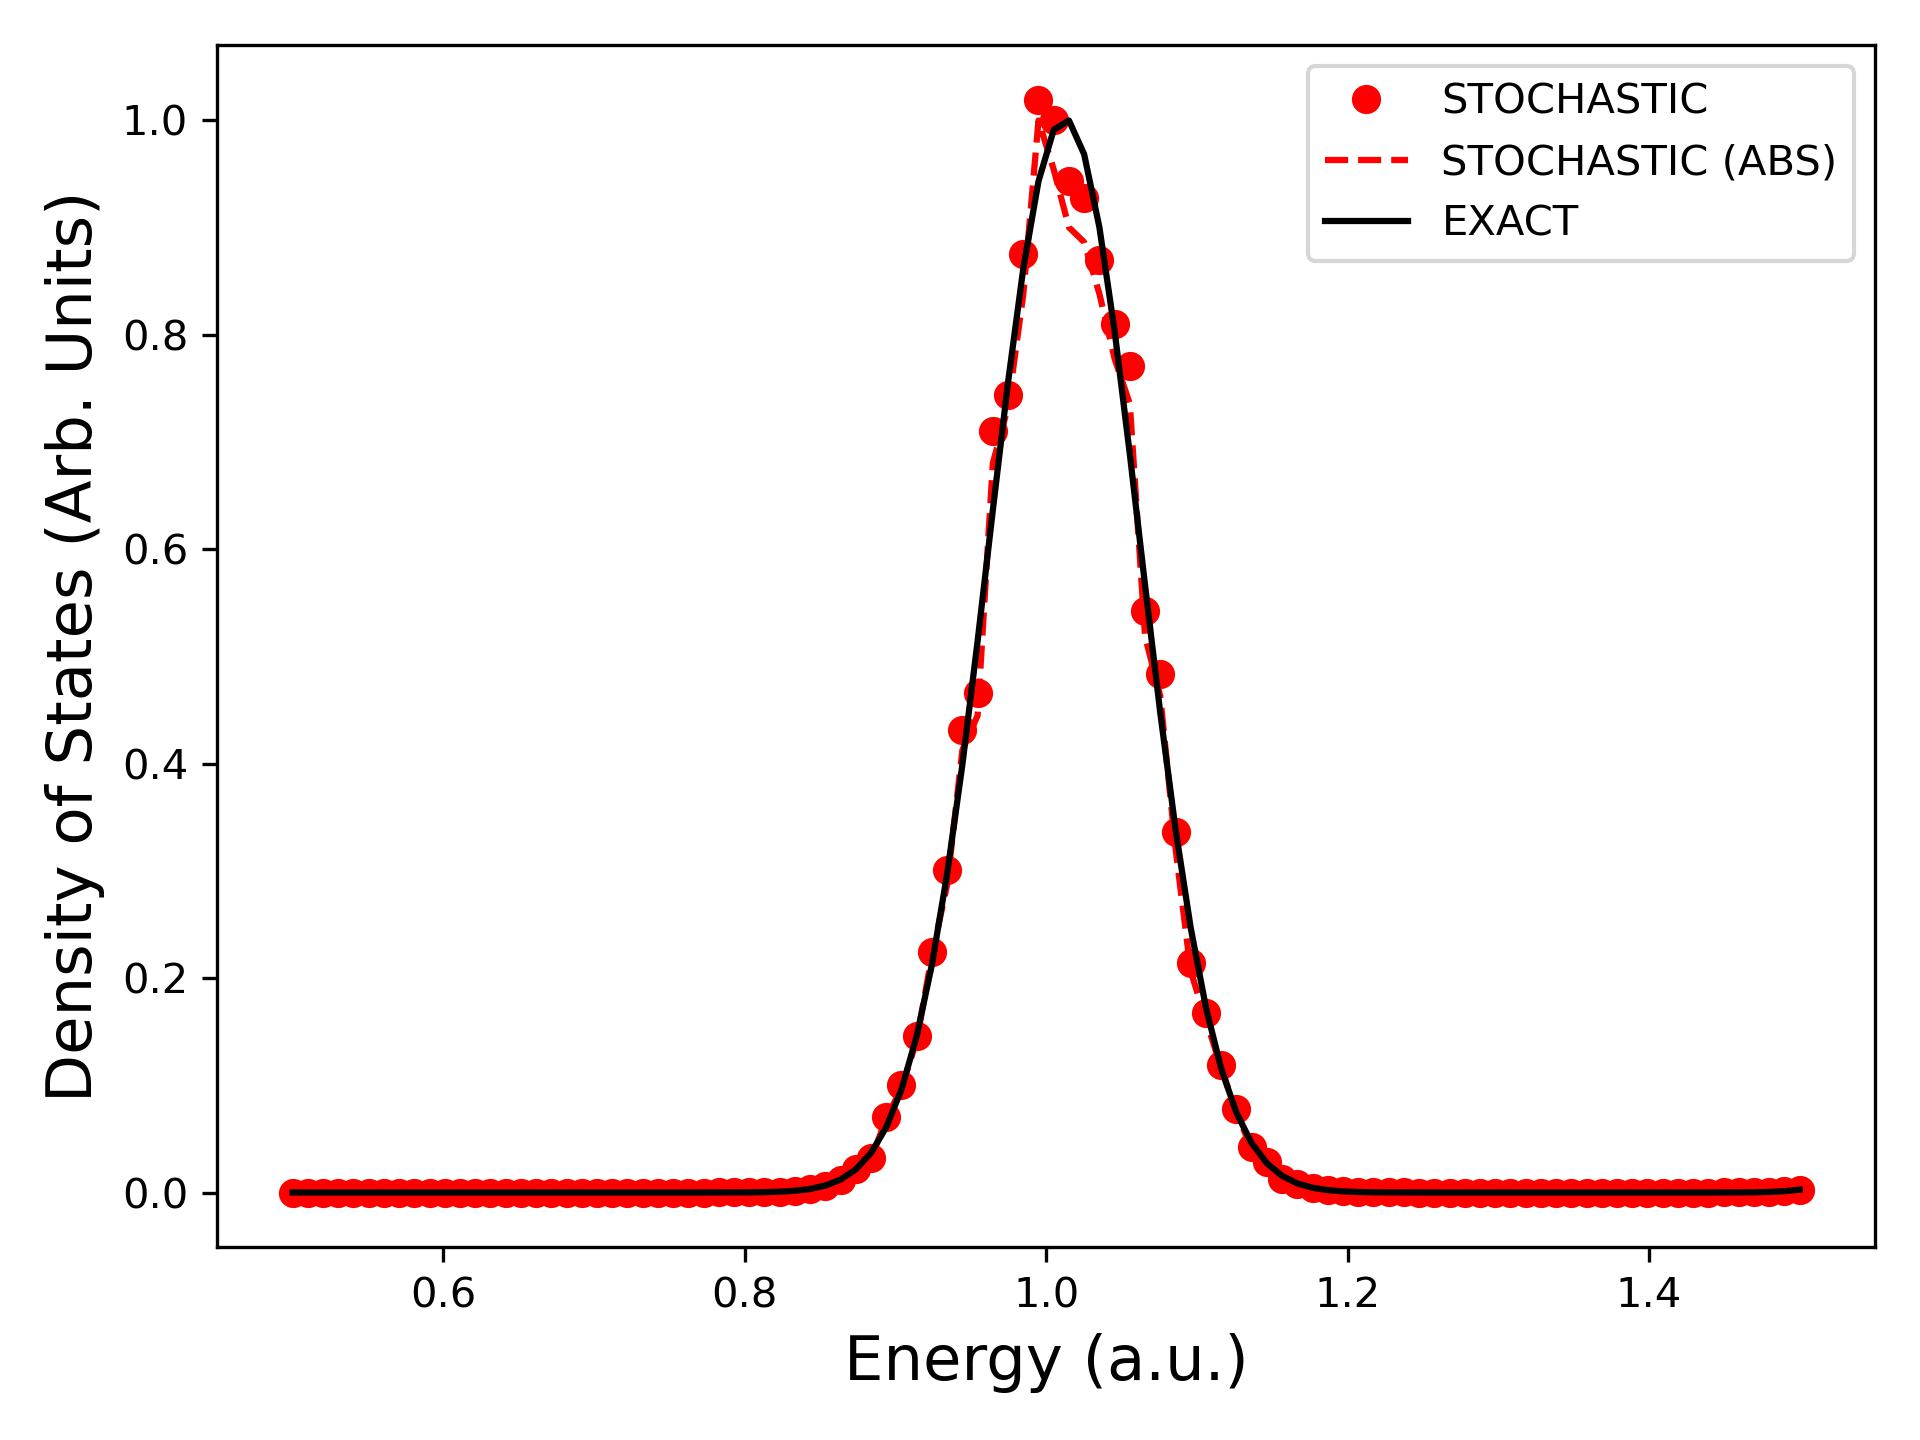 STOCHASTIC
STOCHASTIC (ABS)
EXACT
Density of States (Arb. Units)
1.0
0.8
0.6
0.4
0.2
0.0
0.6 0.8 1.0 1.2 1.4
Energy (a.u.)